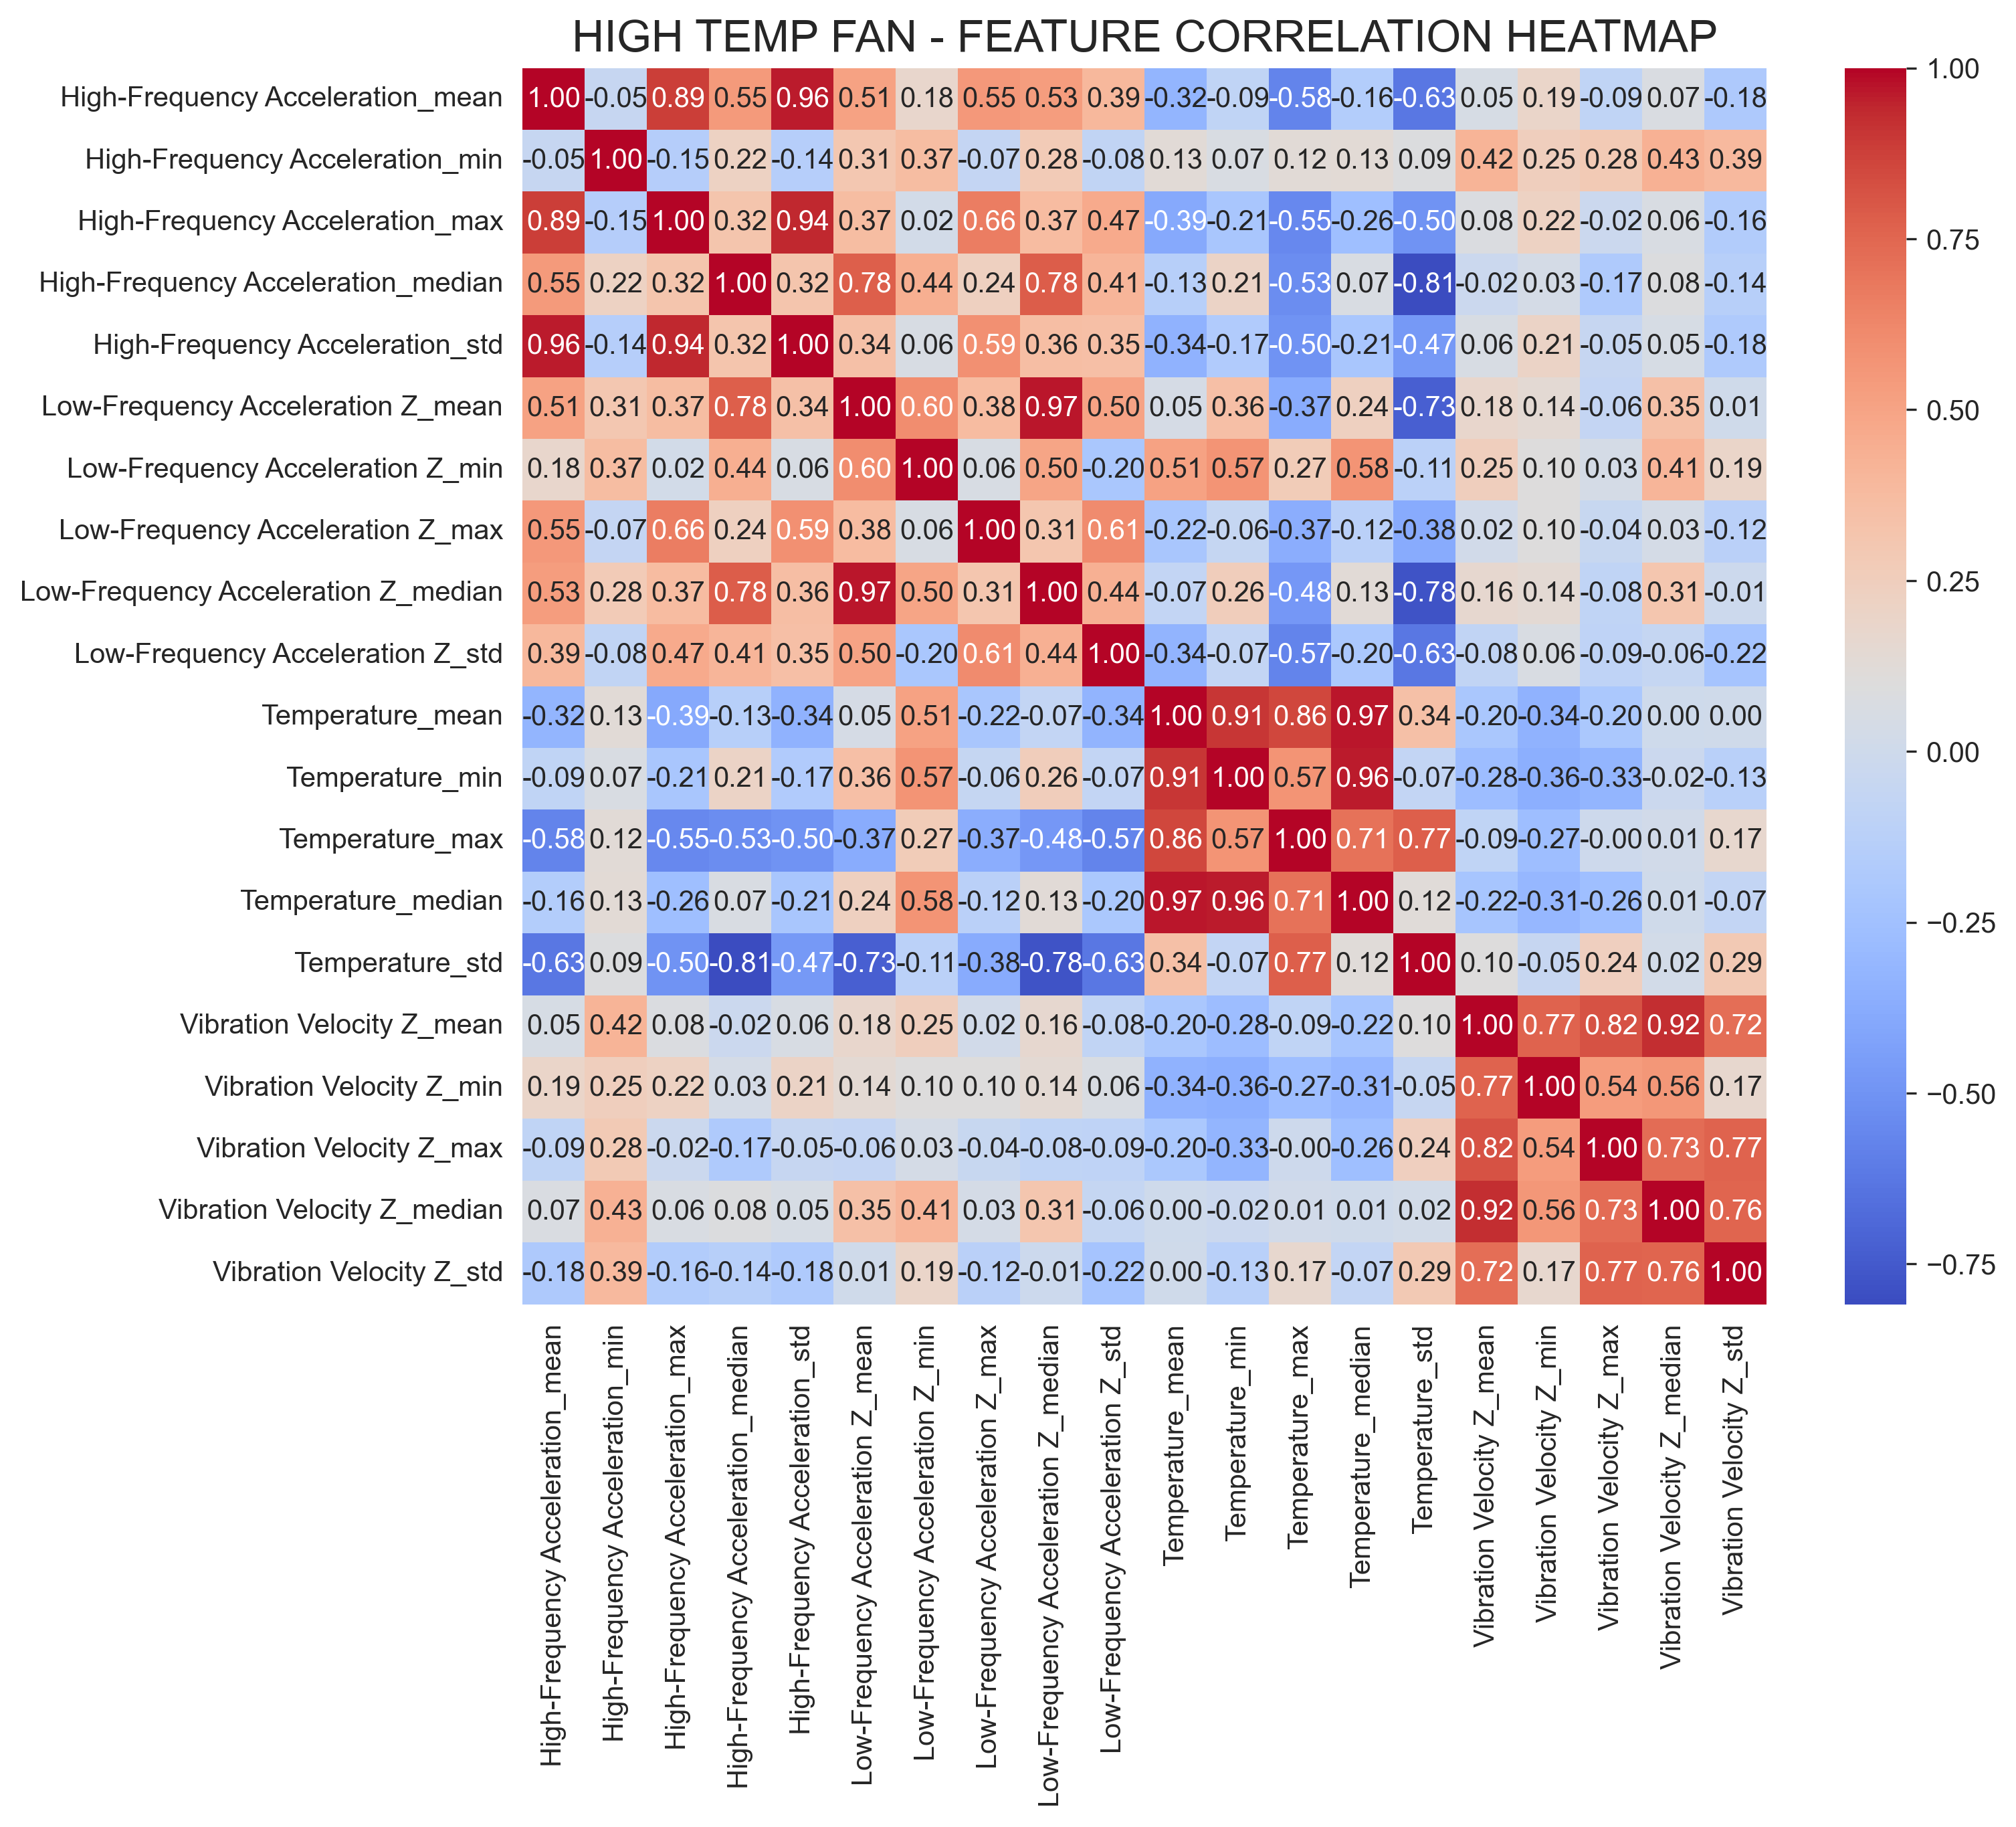 HIGH TEMP FAN - FEATURE CORRELATION HEATMAP
High-Frequency Acceleration_mean 1.00 -0.05 0.89 0.55 0.96 0.51 0.18 0.55 0.53 0.39 -0.32 -0.09 -0.58 -0.16 -0.63 0.05 0.19 -0.09 0.07 -0.18
High-Frequency Acceleration_min -0.05 1.00 -0.15 0.22 -0.14 0.31 0.37 -0.07 0.28 -0.08 0.13 0.07 0.12 0.13 0.09 0.42 0.25 0.28 0.43 0.39
High-Frequency Acceleration_max 0.89 -0.15 1.00 0.32 0.94 0.37 0.02 0.66 0.37 0.47 -0.39 -0.21 -0.55 -0.26 -0.50 0.08 0.22 -0.02 0.06 -0.16
High-Frequency Acceleration_median 0.55 0.22 0.32 1.00 0.32 0.78 0.44 0.24 0.78 0.41 -0.13 0.21 -0.53 0.07 -0.81 -0.02 0.03 -0.17 0.08 -0.14
High-Frequency Acceleration_std 0.96 -0.14 0.94 0.32 1.00 0.34 0.06 0.59 0.36 0.35 -0.34 -0.17 -0.50 -0.21 -0.47 0.06 0.21 -0.05 0.05 -0.18
Low-Frequency Acceleration Z_mean 0.51 0.31 0.37 0.78 0.34 1.00 0.60 0.38 0.97 0.50 0.05 0.36 -0.37 0.24 -0.73 0.18 0.14 -0.06 0.35 0.01
Low-Frequency Acceleration Z_min 0.18 0.37 0.02 0.44 0.06 0.60 1.00 0.06 0.50 -0.20 0.51 0.57 0.27 0.58 -0.11 0.25 0.10 0.03 0.41 0.19
Low-Frequency Acceleration Z_max 0.55 -0.07 0.66 0.24 0.59 0.38 0.06 1.00 0.31 0.61 -0.22 -0.06 -0.37 -0.12 -0.38 0.02 0.10 -0.04 0.03 -0.12
Low-Frequency Acceleration Z_median 0.53 0.28 0.37 0.78 0.36 0.97 0.50 0.31 1.00 0.44 -0.07 0.26 -0.48 0.13 -0.78 0.16 0.14 -0.08 0.31 -0.01
Low-Frequency Acceleration Z_std 0.39 -0.08 0.47 0.41 0.35 0.50 -0.20 0.61 0.44 1.00 -0.34 -0.07 -0.57 -0.20 -0.63 -0.08 0.06 -0.09 -0.06 -0.22
Temperature_mean -0.32 0.13 -0.39 -0.13 -0.34 0.05 0.51 -0.22 -0.07 -0.34 1.00 0.91 0.86 0.97 0.34 -0.20 -0.34 -0.20 0.00 0.00
Temperature_min -0.09 0.07 -0.21 0.21 -0.17 0.36 0.57 -0.06 0.26 -0.07 0.91 1.00 0.57 0.96 -0.07 -0.28 -0.36 -0.33 -0.02 -0.13
Temperature_max -0.58 0.12 -0.55 -0.53 -0.50 -0.37 0.27 -0.37 -0.48 -0.57 0.86 0.57 1.00 0.71 0.77 -0.09 -0.27 -0.00 0.01 0.17
Temperature_median -0.16 0.13 -0.26 0.07 -0.21 0.24 0.58 -0.12 0.13 -0.20 0.97 0.96 0.71 1.00 0.12 -0.22 -0.31 -0.26 0.01 -0.07
Temperature_std -0.63 0.09 -0.50 -0.81 -0.47 -0.73 -0.11 -0.38 -0.78 -0.63 0.34 -0.07 0.77 0.12 1.00 0.10 -0.05 0.24 0.02 0.29
Vibration Velocity Z_mean 0.05 0.42 0.08 -0.02 0.06 0.18 0.25 0.02 0.16 -0.08 -0.20 -0.28 -0.09 -0.22 0.10 1.00 0.77 0.82 0.92 0.72
Vibration Velocity Z_min 0.19 0.25 0.22 0.03 0.21 0.14 0.10 0.10 0.14 0.06 -0.34 -0.36 -0.27 -0.31 -0.05 0.77 1.00 0.54 0.56 0.17
Vibration Velocity Z_max -0.09 0.28 -0.02 -0.17 -0.05 -0.06 0.03 -0.04 -0.08 -0.09 -0.20 -0.33 -0.00 -0.26 0.24 0.82 0.54 1.00 0.73 0.77
Vibration Velocity Z_median 0.07 0.43 0.06 0.08 0.05 0.35 0.41 0.03 0.31 -0.06 0.00 -0.02 0.01 0.01 0.02 0.92 0.56 0.73 1.00 0.76
Vibration Velocity Z_std -0.18 0.39 -0.16 -0.14 -0.18 0.01 0.19 -0.12 -0.01 -0.22 0.00 -0.13 0.17 -0.07 0.29 0.72 0.17 0.77 0.76 1.00
High-Frequency Acceleration_mean
High-Frequency Acceleration_min
High-Frequency Acceleration_max
High-Frequency Acceleration_median
High-Frequency Acceleration_std
Low-Frequency Acceleration Z_mean
Low-Frequency Acceleration Z_min
Low-Frequency Acceleration Z_max
Low-Frequency Acceleration Z_median
Low-Frequency Acceleration Z_std
Temperature_mean
Temperature_min
Temperature_max
Temperature_median
Temperature_std
Vibration Velocity Z_mean
Vibration Velocity Z_min
Vibration Velocity Z_max
Vibration Velocity Z_median
Vibration Velocity Z_std
1.00
0.75
0.50
0.25
0.00
−0.25
−0.50
−0.75